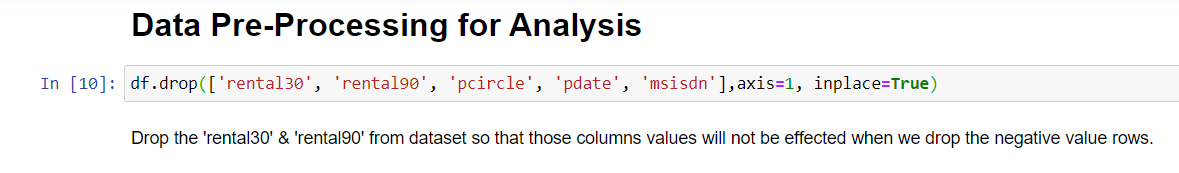 Data Pre-Processing for Analysis
In [10]: df.drop(['rental30', 'rental90', 'pcircle', 'pdate', 'msisdn'],axis=1, inplace=True)
Drop the 'rental30' & 'rental90' from dataset so that those columns values will not be effected when we drop the negative value rows.